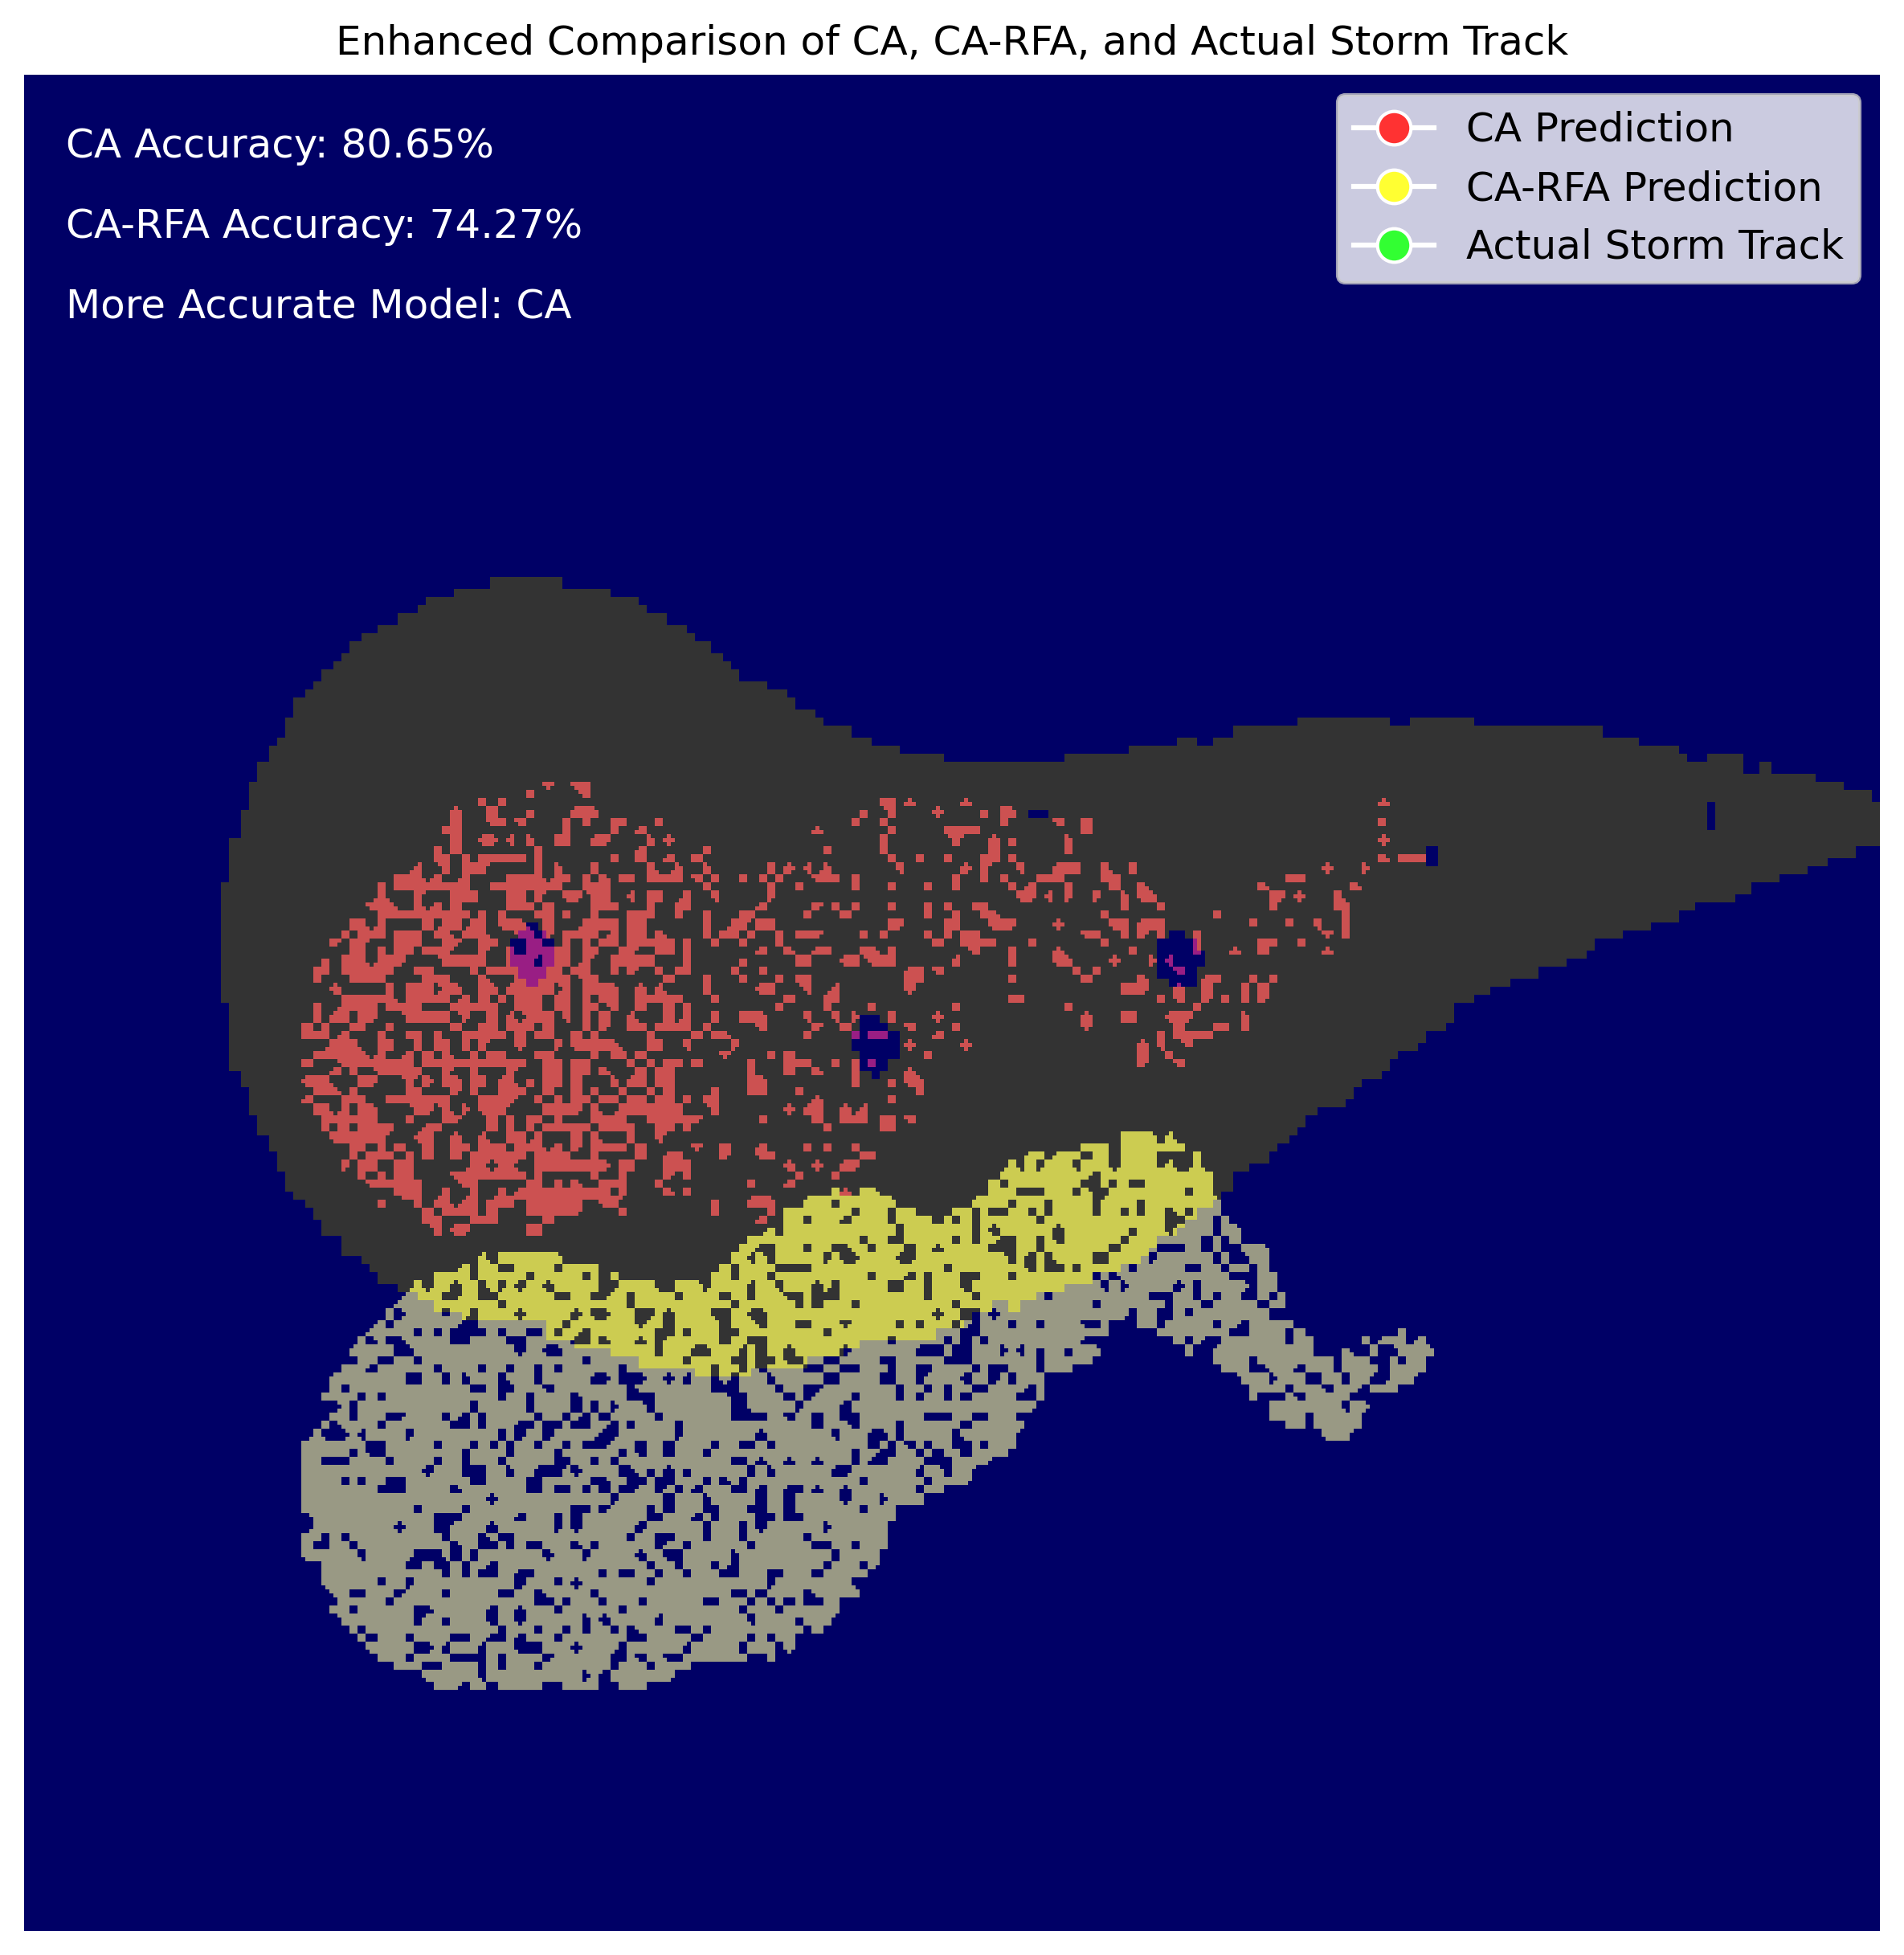 Enhanced Comparison of CA, CA-RFA, and Actual Storm Track
CA Accuracy: 80.65%
CA-RFA Accuracy: 74.27%
More Accurate Model: CA
CA Prediction
CA-RFA Prediction
Actual Storm Track